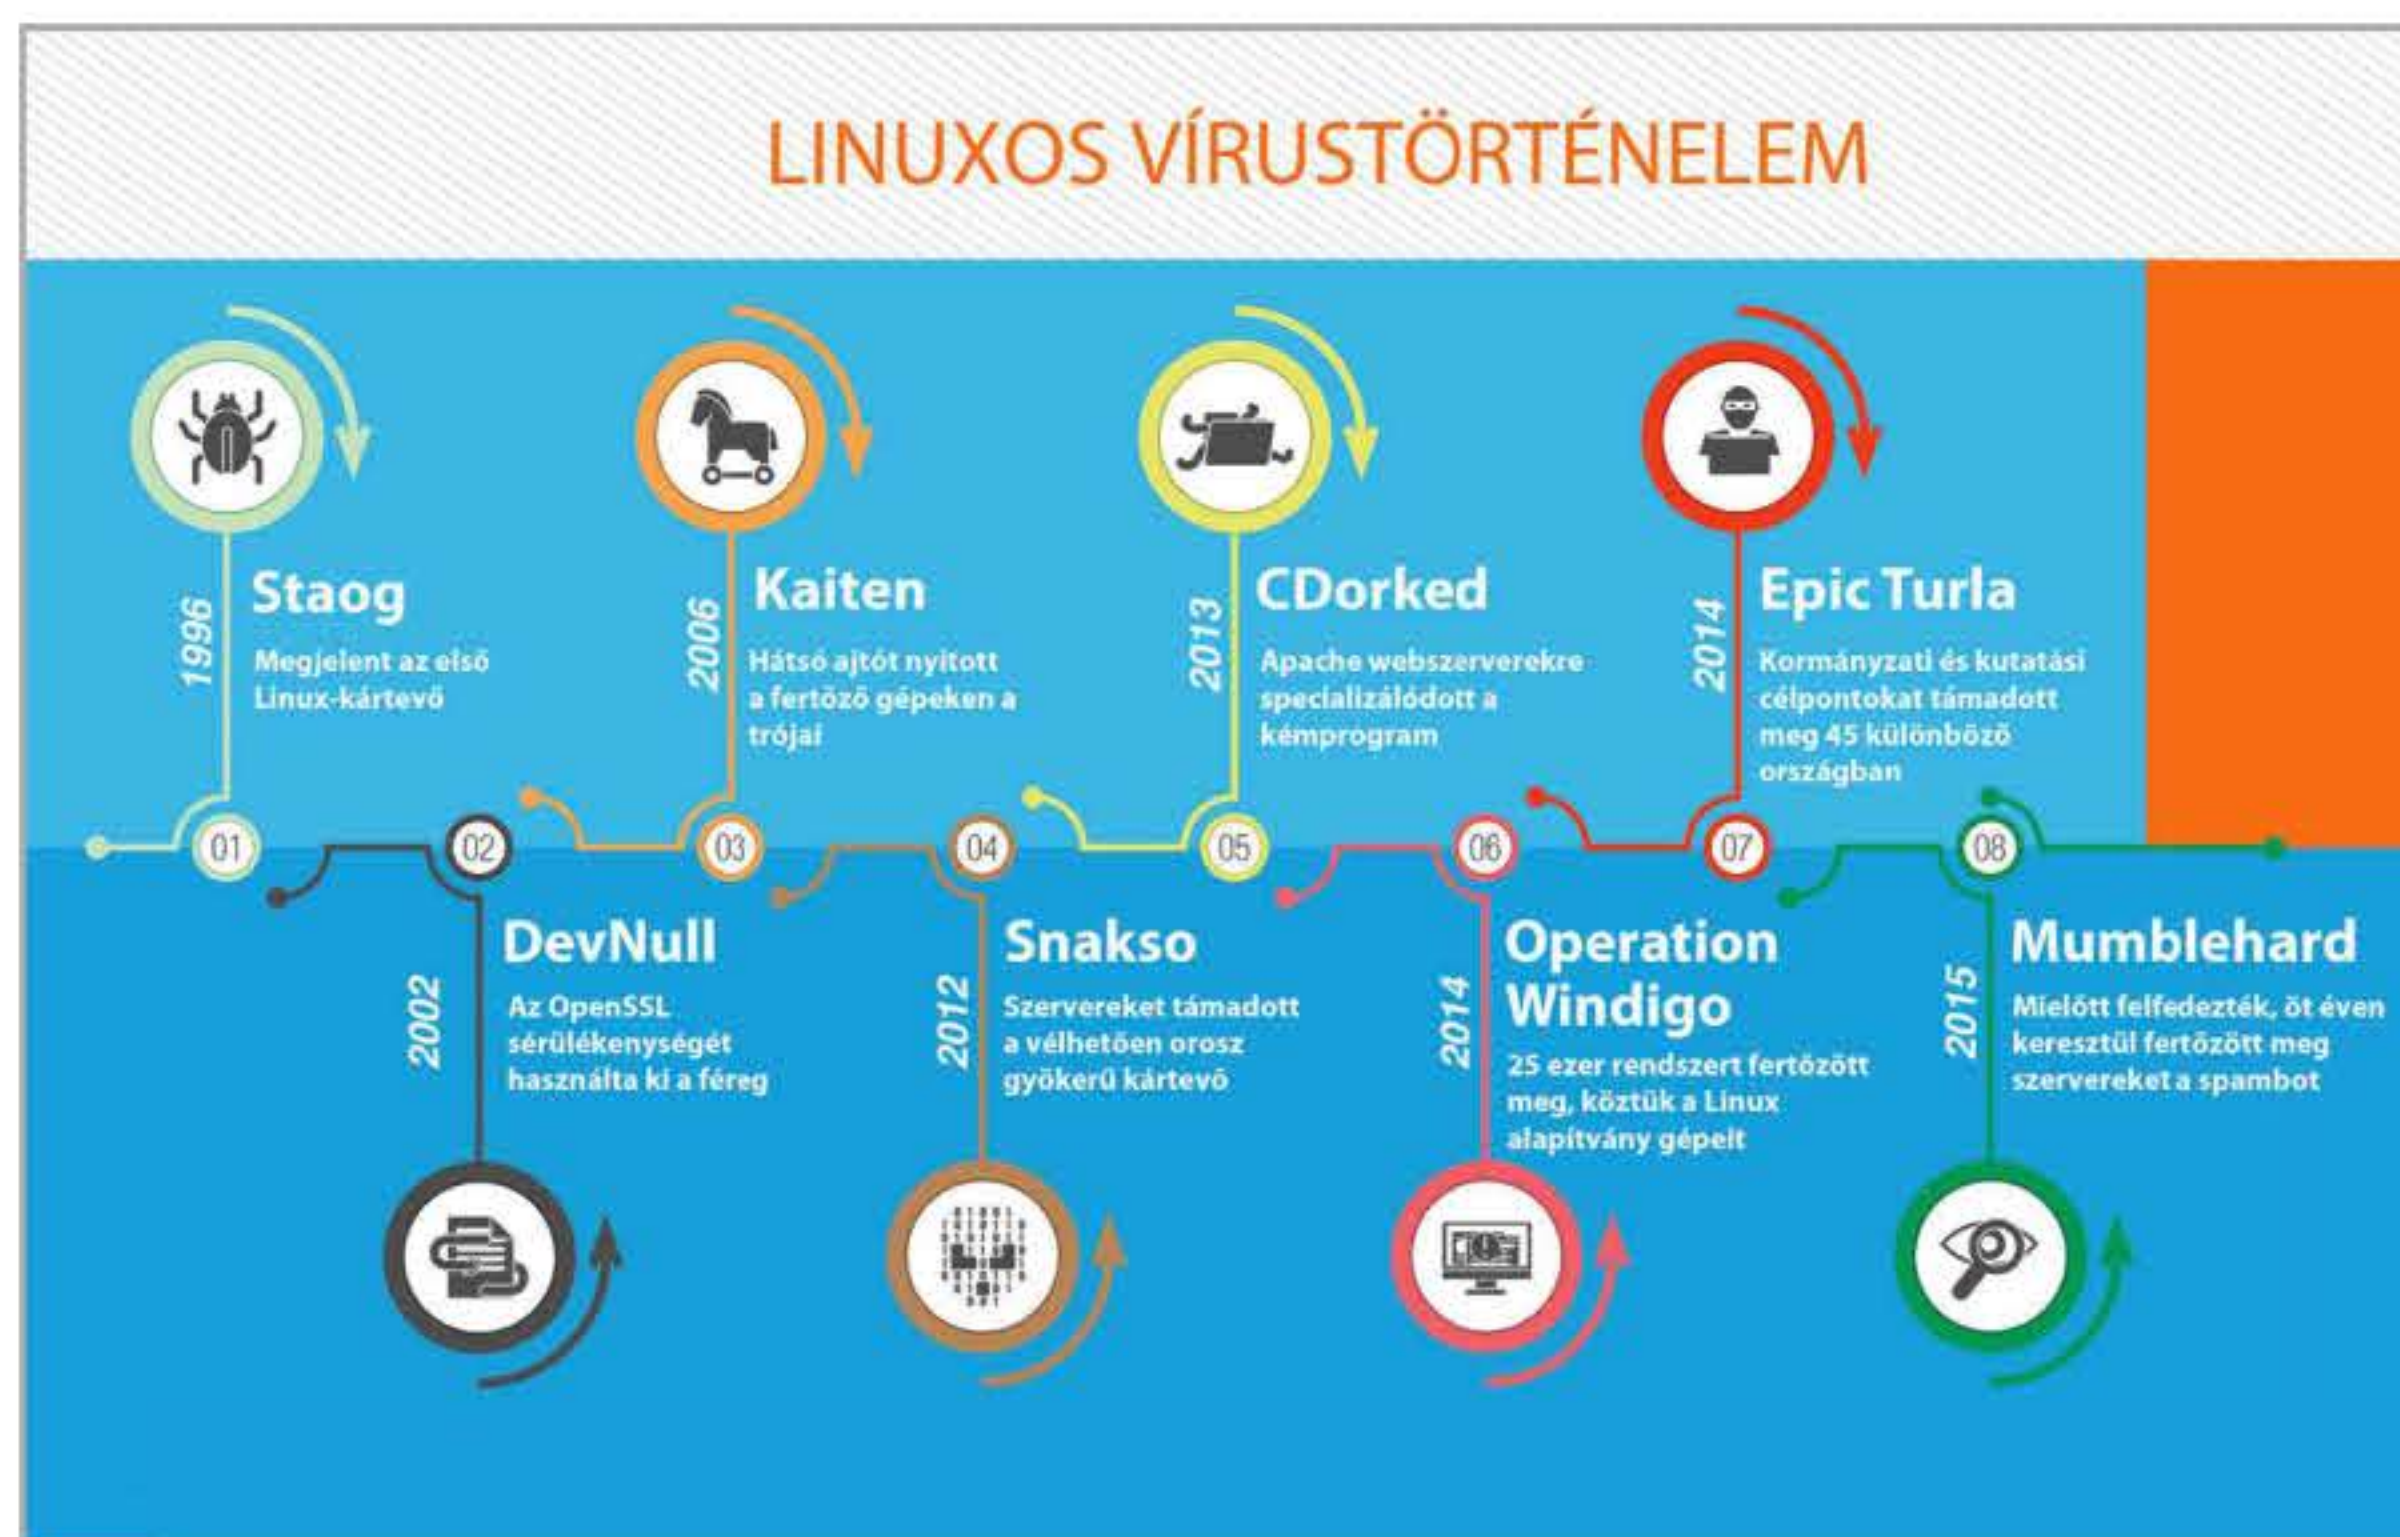 LINUXOS VÍRUSTÖRTÉNELEM
01
1996
Staog
Megjelent az első
Linux-kártevő
02
2002
DevNull
Az OpenSSL
sérülékenységét
használta ki a féreg
03
2006
Kaiten
Hátsó ajtót nyitott
a fertőző gépeken a
trójai
04
2012
Snakso
Szervereket támadott
a vélhetően orosz
gyökerű kártevő
05
2013
CDorked
Apache webszerverekre
specializálódott a
kémprogram
06
2014
Operation
Windigo
25 ezer rendszert fertőzött
meg, köztük a Linux
alapítvány gépeit
07
2014
Epic Turla
Kormányzati és kutatási
célpontokat támadott
meg 45 különböző
országban
08
2015
Mumblehard
Mielőtt felfedezték, öt éven
keresztül fertőzött meg
szervereket a spambot